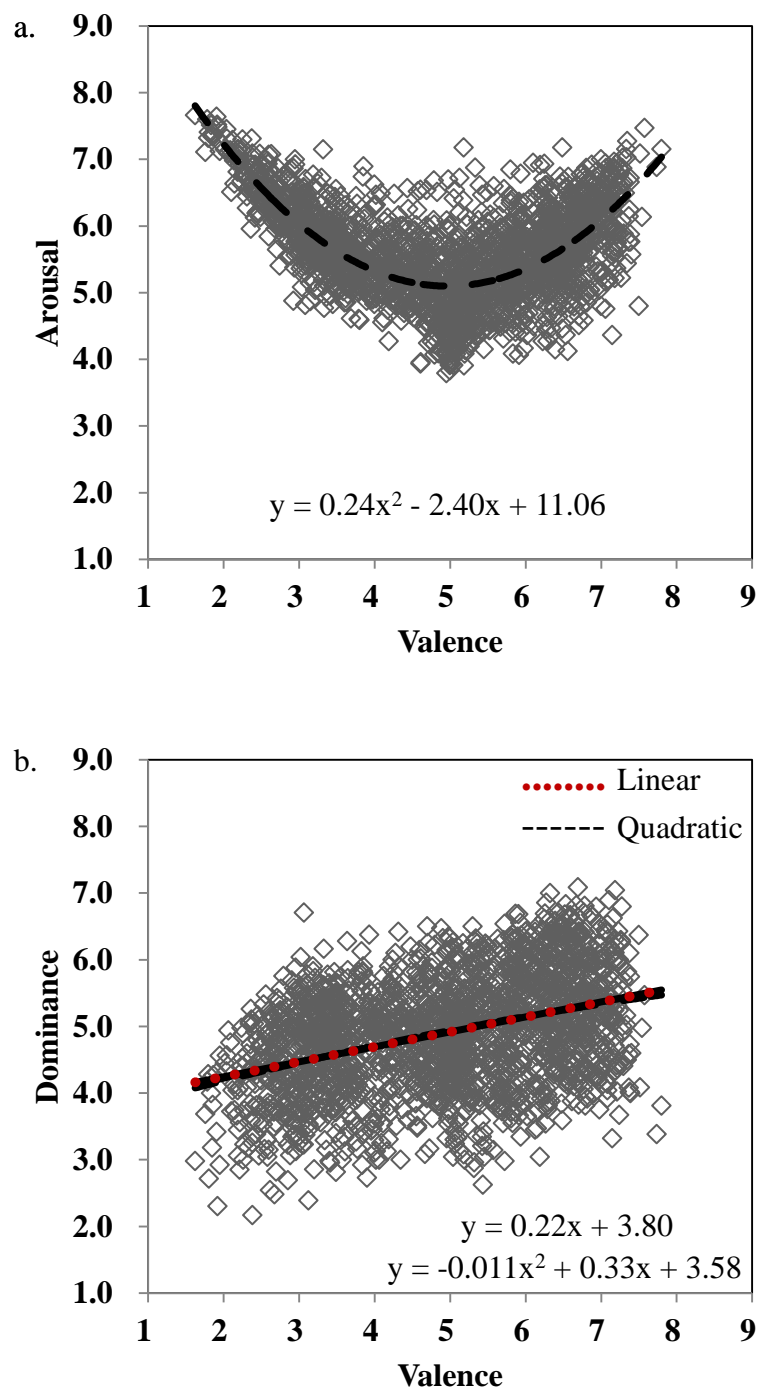 a.
9.0
8.0
7.0
6.0
5.0
4.0
3.0
2.0
1.0
Arousal
y = 0.24x² - 2.40x + 11.06
1 2 3 4 5 6 7 8 9
Valence
b.
9.0
8.0
7.0
6.0
5.0
4.0
3.0
2.0
1.0
Dominance
Linear
Quadratic
y = 0.22x + 3.80
y = -0.011x² + 0.33x + 3.58
1 2 3 4 5 6 7 8 9
Valence